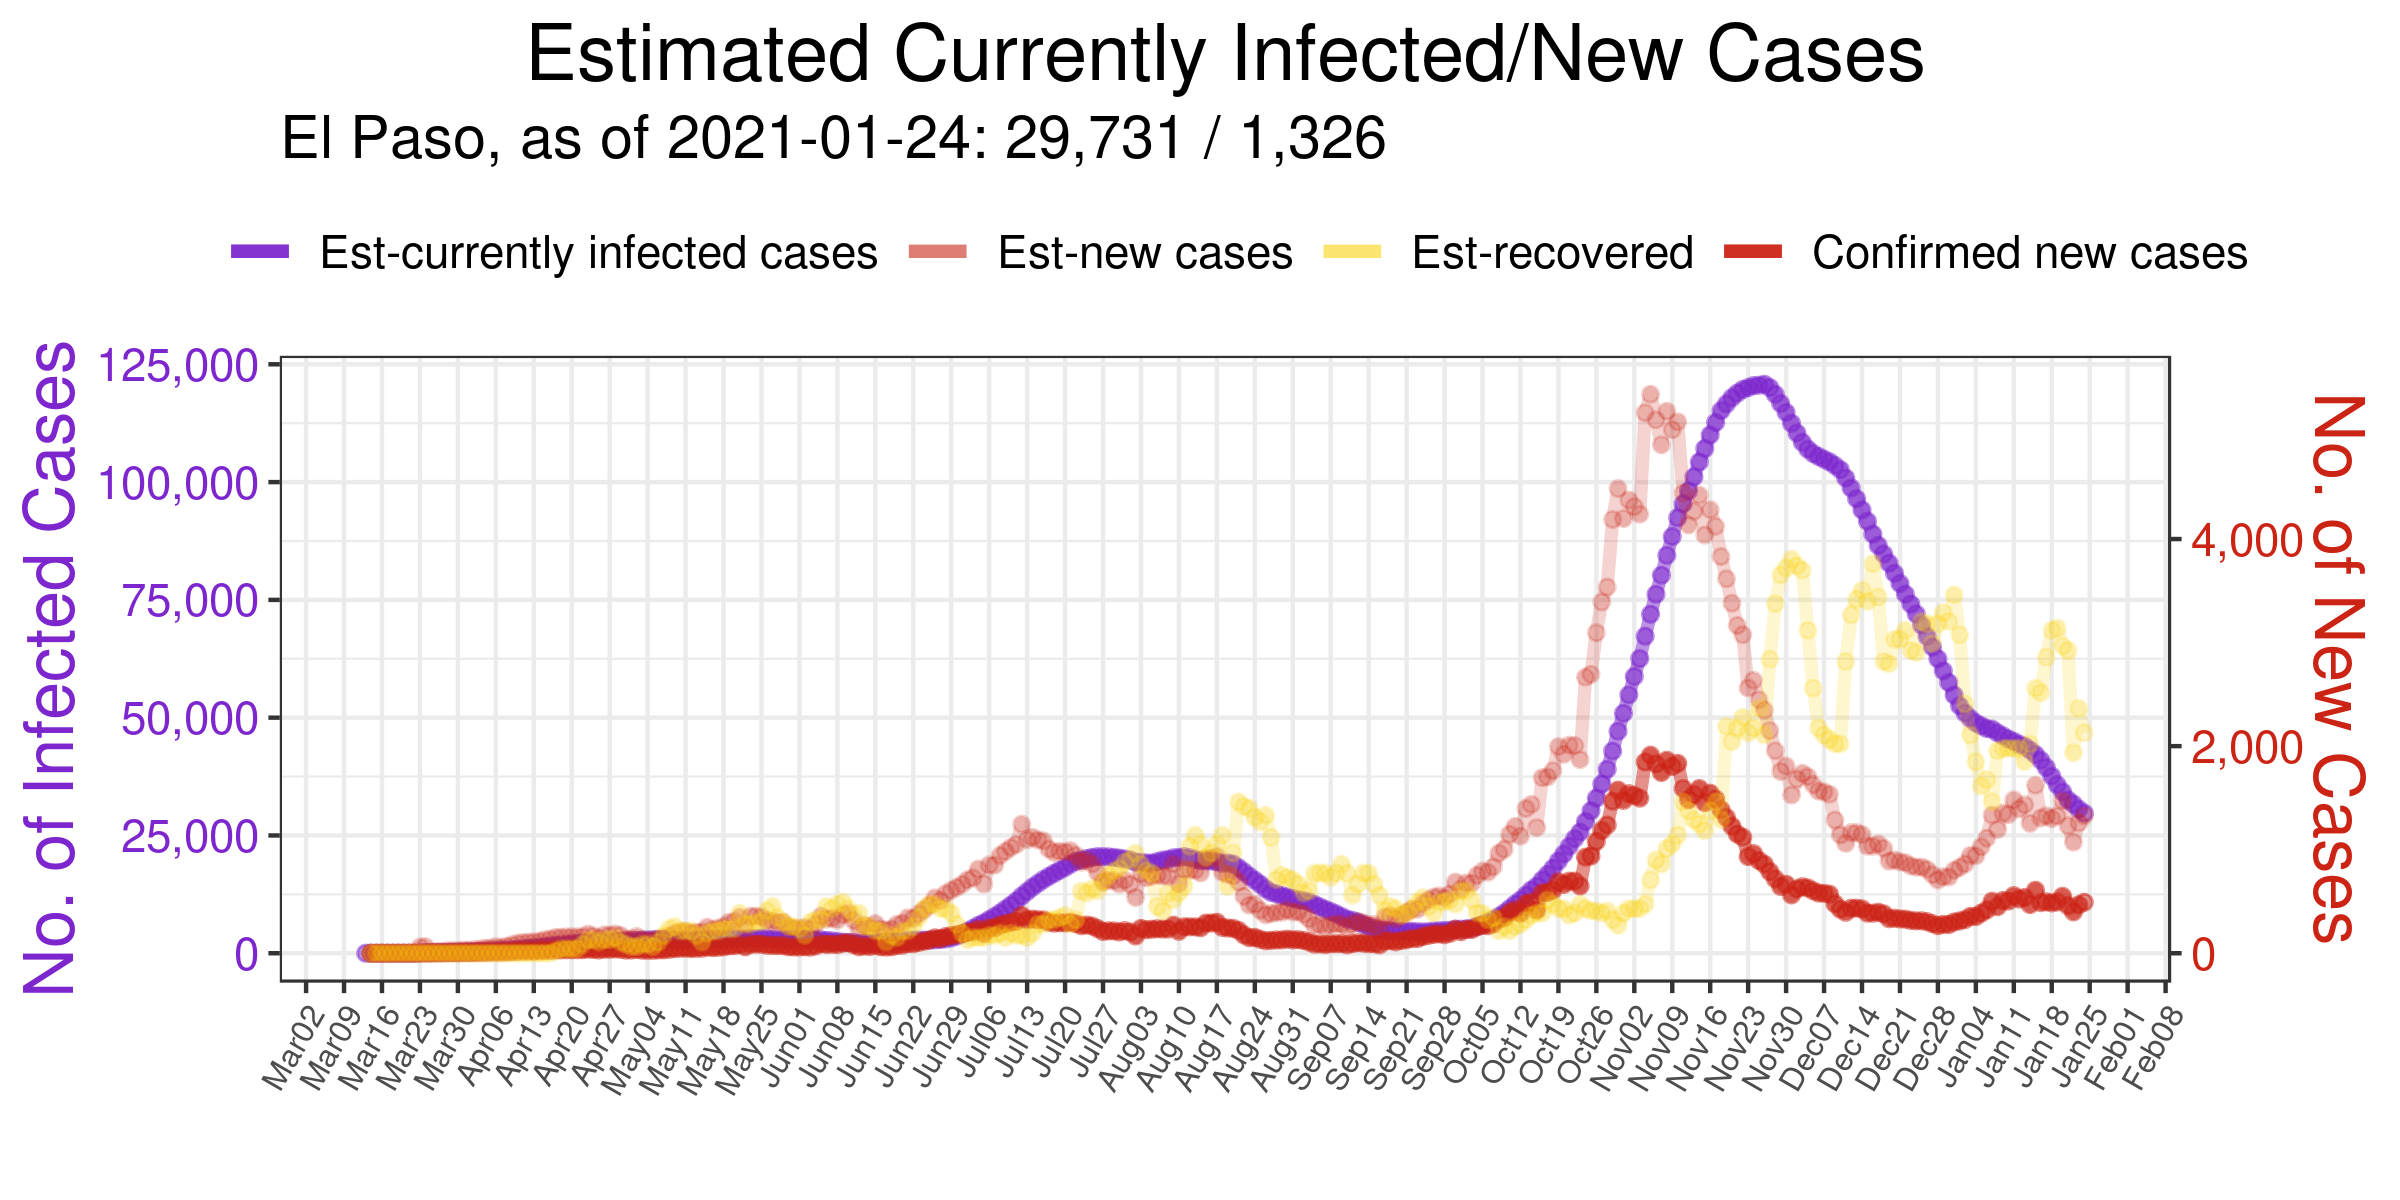 Estimated Currently Infected/New Cases
El Paso, as of 2021-01-24: 29,731 / 1,326
Est-currently infected cases Est-new cases Est-recovered Confirmed new cases
No. of Infected Cases
125,000
100,000
75,000
50,000
25,000
0
No. of New Cases
4,000
2,000
0
Mar02 Mar09 Mar16 Mar23 Mar30 Apr06 Apr13 Apr20 Apr27 May04 May11 May18 May25 Jun01 Jun08 Jun15 Jun22 Jun29 Jul06 Jul13 Jul20 Jul27 Aug03 Aug10 Aug17 Aug24 Aug31 Sep07 Sep14 Sep21 Sep28 Oct05 Oct12 Oct19 Oct26 Nov02 Nov09 Nov16 Nov23 Nov30 Dec07 Dec14 Dec21 Dec28 Jan04 Jan11 Jan18 Jan25 Feb01 Feb08